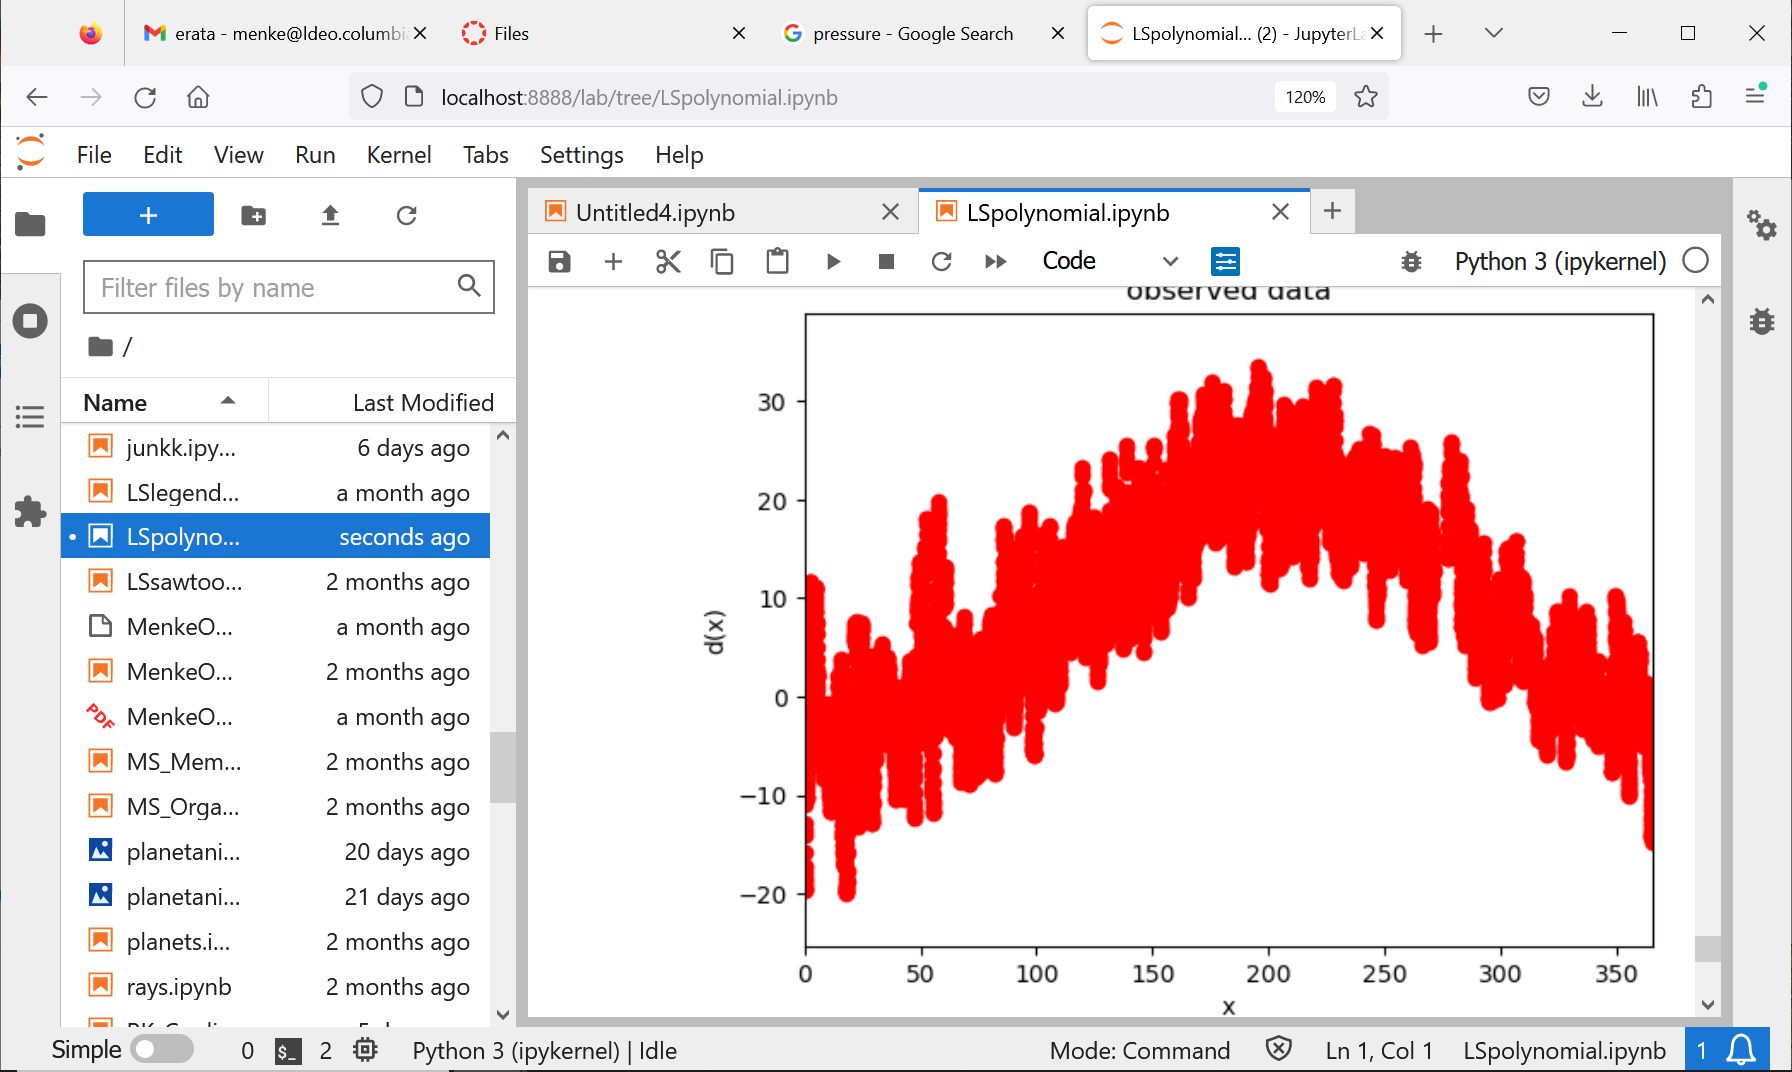 erata - menke@ldeo.columbi
Files
pressure - Google Search
LSpolynomial... (2) - JupyterLa
localhost:8888/lab/tree/LSpolynomial.ipynb
120%
File Edit View Run Kernel Tabs Settings Help
Untitled4.ipynb
LSpolynomial.ipynb
Code
Python 3 (ipykernel)
Filter files by name
/
Name Last Modified
junkk.ipy... 6 days ago
LSlegend... a month ago
LSpolyno... seconds ago
LSsawtoo... 2 months ago
MenkeO... a month ago
MenkeO... 2 months ago
PDF MenkeO... a month ago
MS_Mem... 2 months ago
MS_Orga... 2 months ago
planetani... 20 days ago
planetani... 21 days ago
planets.i... 2 months ago
rays.ipynb 2 months ago
observed data
30
20
10
0
−10
−20
d(x)
0 50 100 150 200 250 300 350
x
Simple 0 $_ 2 Python 3 (ipykernel) | Idle Mode: Command Ln 1, Col 1 LSpolynomial.ipynb 1